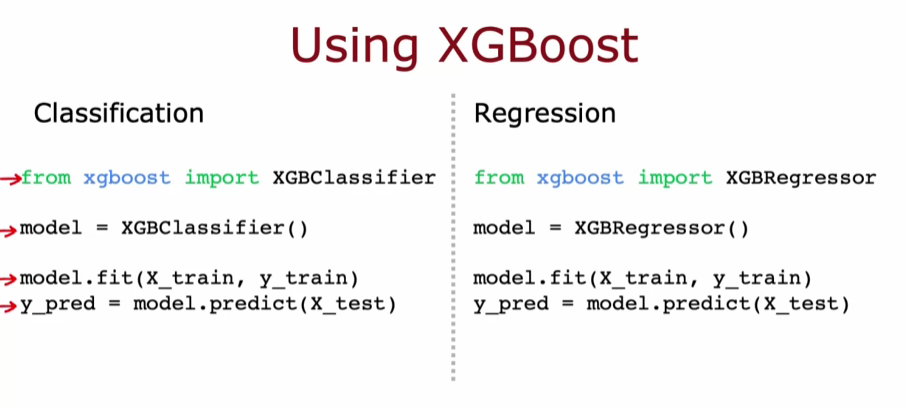 Using XGBoost
Classification
from xgboost import XGBClassifier
model = XGBClassifier()
model.fit(X_train, y_train)
y_pred = model.predict(X_test)
Regression
from xgboost import XGBRegressor
model = XGBRegressor()
model.fit(X_train, y_train)
y_pred = model.predict(X_test)